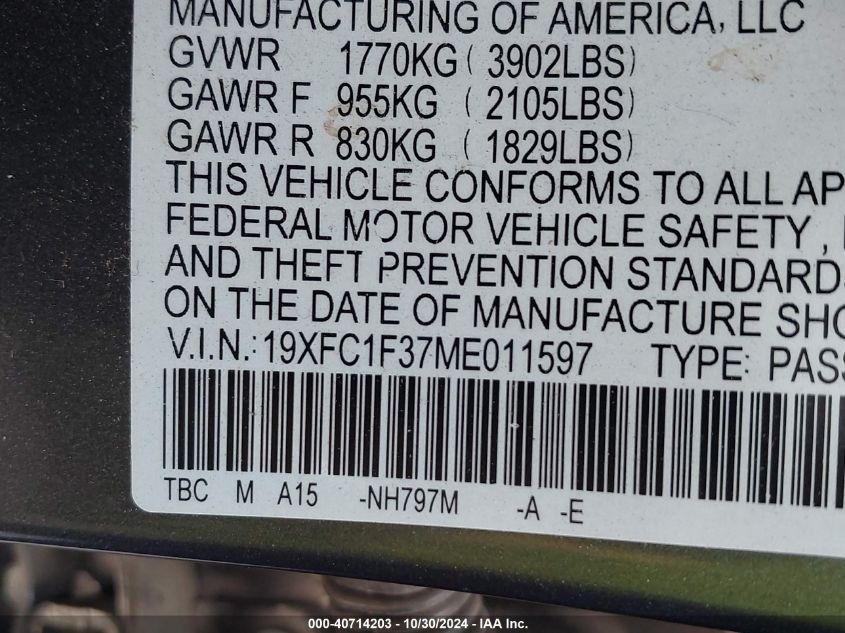 MANUFACTURING OF AMERICA, LLC
GVWR 1770KG ( 3902LBS)
GAWR F 955KG ( 2105LBS)
GAWR R 830KG ( 1829LBS)
THIS VEHICLE CONFORMS TO ALL AP
FEDERAL MOTOR VEHICLE SAFETY ,
AND THEFT PREVENTION STANDARDS
ON THE DATE OF MANUFACTURE SHO
V.I.N.: 19XFC1F37ME011597 TYPE: PASS
TBC M A15 -NH797M -A -E
000-40714203 - 10/30/2024 - IAA Inc.